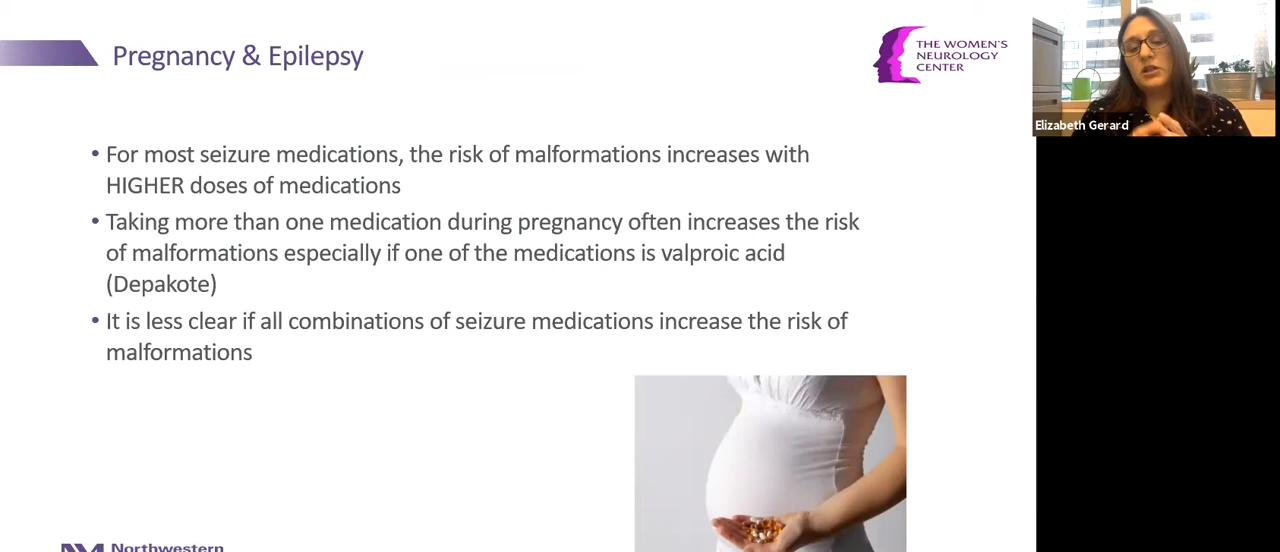 Pregnancy & Epilepsy
THE WOMEN'S
NEUROLOGY
CENTER
Elizabeth Gerard
• For most seizure medications, the risk of malformations increases with
HIGHER doses of medications
• Taking more than one medication during pregnancy often increases the risk
of malformations especially if one of the medications is valproic acid
(Depakote)
• It is less clear if all combinations of seizure medications increase the risk of
malformations
NM Northwestern